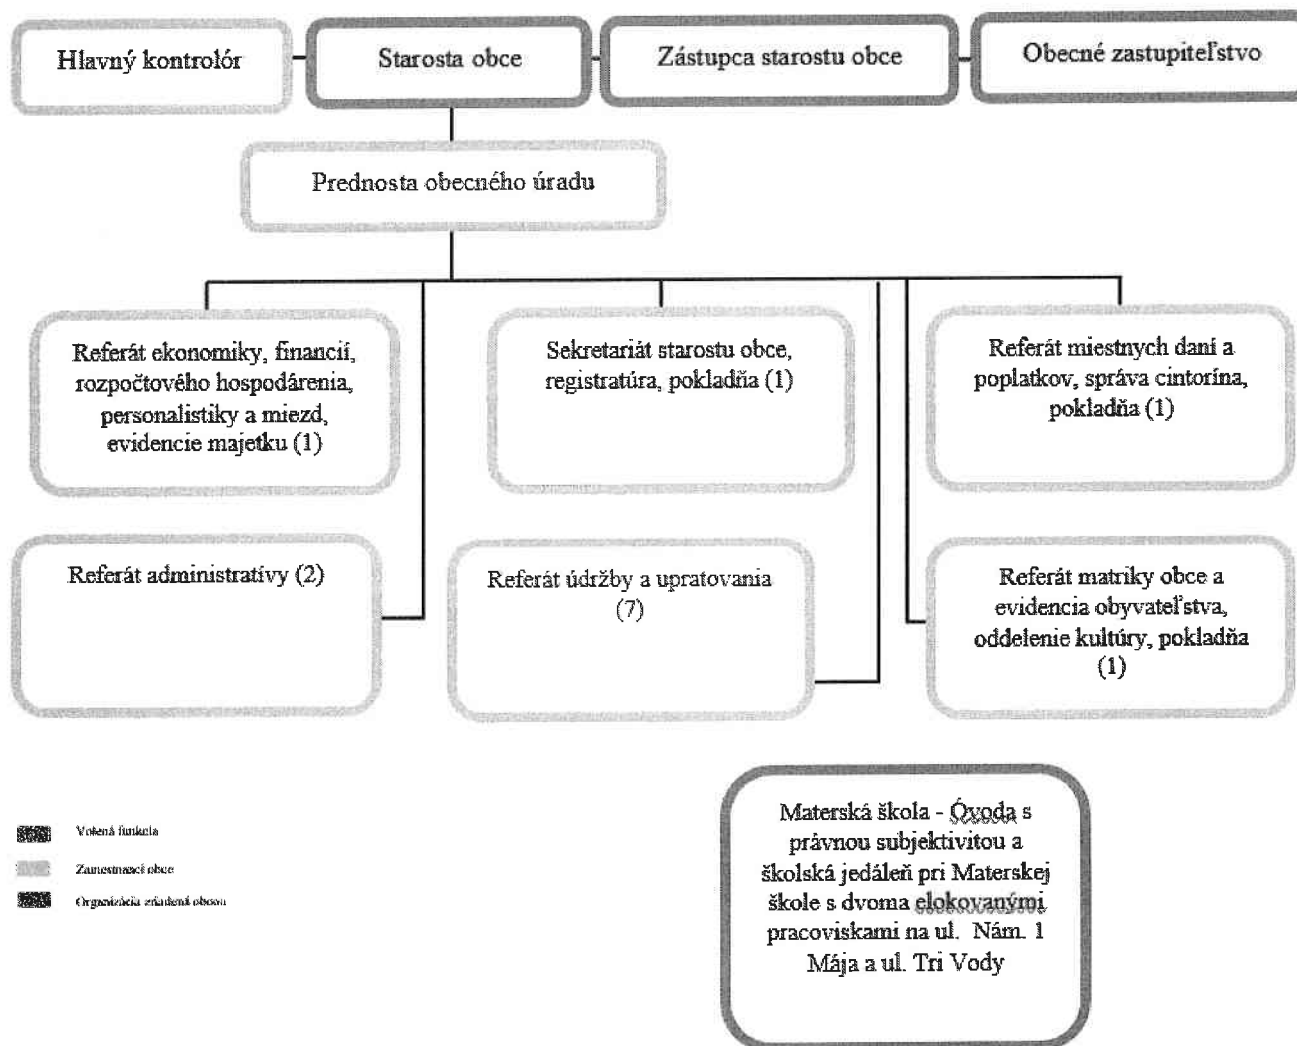 Hlavný kontrolór
Starosta obce
Zástupca starostu obce
Obecné zastupiteľstvo
Prednosta obecného úradu
Referát ekonomiky, financií,
rozpočtového hospodárenia,
personalistiky a miezd,
evidencie majetku (1)
Sekretariát starostu obce,
registratúra, pokladňa (1)
Referát miestnych daní a
poplatkov, správa cintorína,
pokladňa (1)
Referát administratívy (2)
Referát údržby a upratovania
(7)
Referát matriky obce a
evidencia obyvateľstva,
oddelenie kultúry, pokladňa
(1)
Materská škola - Óvoda s
právnou subjektivitou a
školská jedáleň pri Materskej
škole s dvoma elokovanými
pracoviskami na ul. Nám. 1
Mája a ul. Tri Vody
Volená funkcia
Zamestnanci obce
Organizácia zriadená obcou